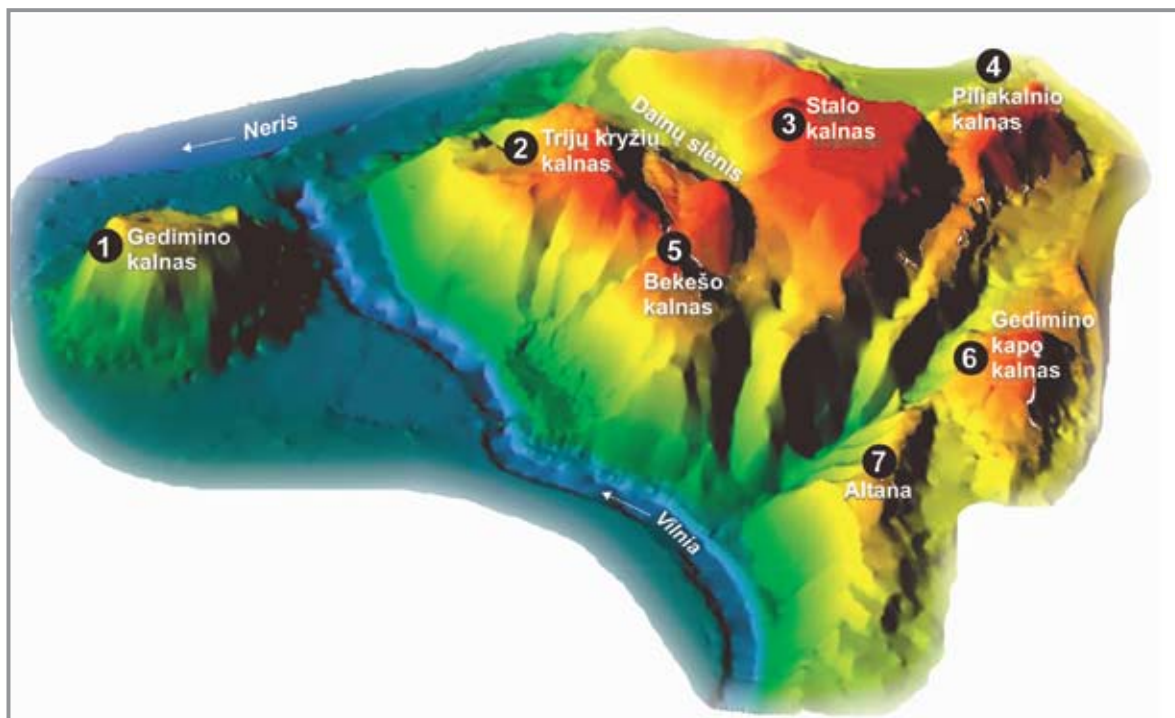 ← Neris
1
Gedimino
kalnas
2
Trijų kryžių
kalnas
Dainų slėnis
3
Stalo
kalnas
4
Piliakalnio
kalnas
5
Bekešo
kalnas
6
Gedimino
kapo
kalnas
7
Altana
← Vilnia